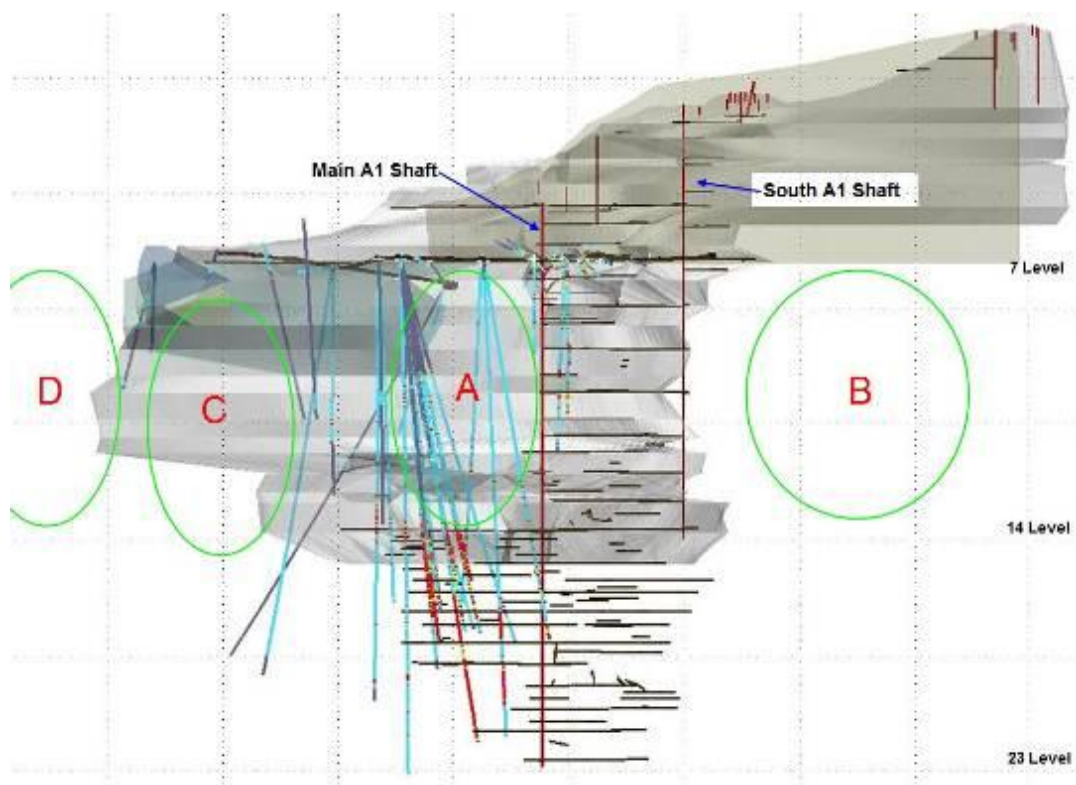 Main A1 Shaft
South A1 Shaft
7 Level
D
C
A
B
14 Level
23 Level